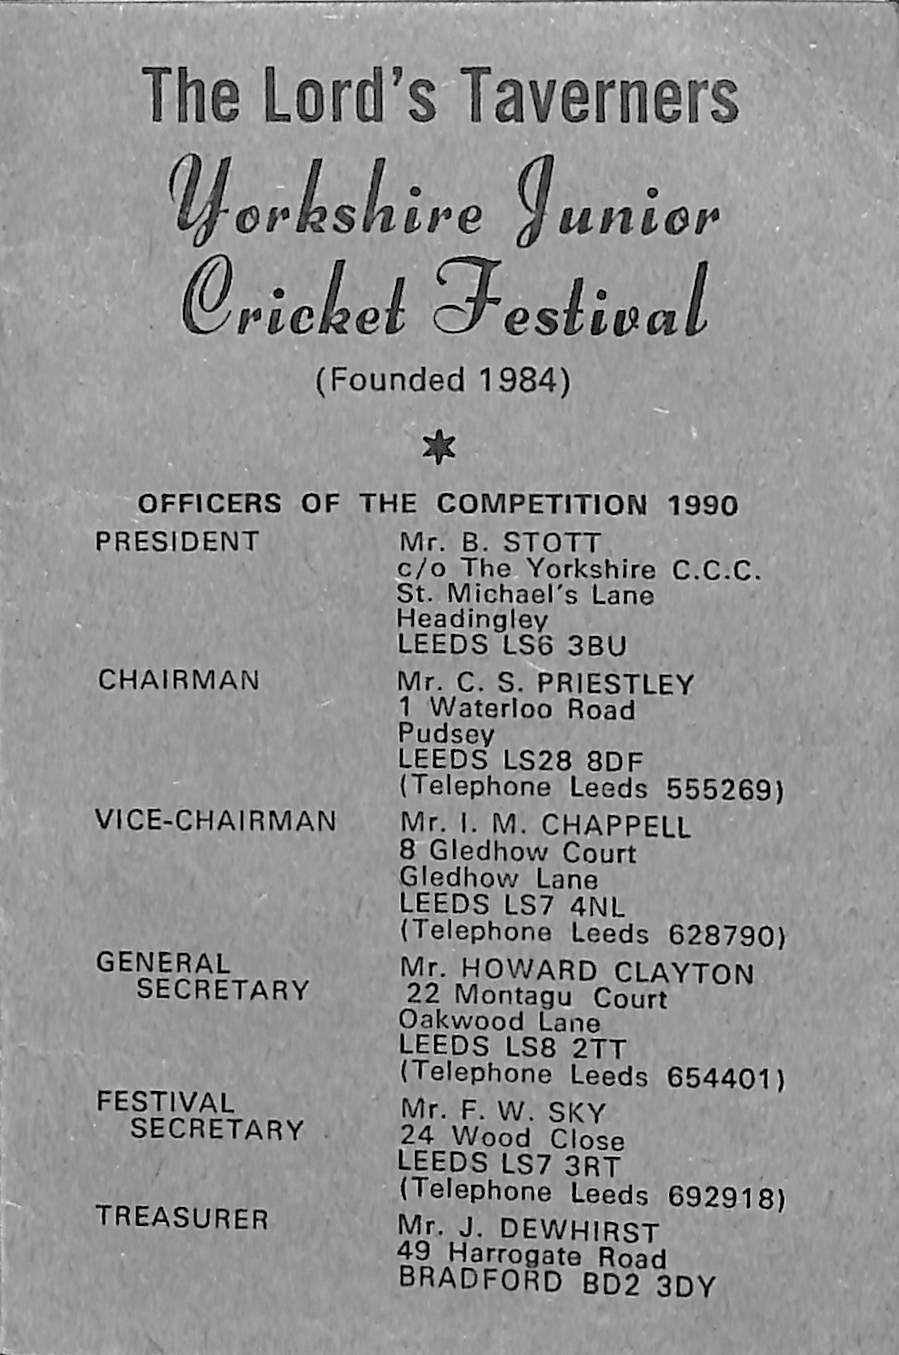 The Lord's Taverners
Yorkshire Junior
Cricket Festival
(Founded 1984)
OFFICERS OF THE COMPETITION 1990
PRESIDENT Mr. B. STOTT
c/o The Yorkshire C.C.C.
St. Michael's Lane
Headingley
LEEDS LS6 3BU
CHAIRMAN Mr. C. S. PRIESTLEY
1 Waterloo Road
Pudsey
LEEDS LS28 8DF
(Telephone Leeds 555269)
VICE-CHAIRMAN Mr. I. M. CHAPPELL
8 Gledhow Court
Gledhow Lane
LEEDS LS7 4NL
(Telephone Leeds 628790)
GENERAL Mr. HOWARD CLAYTON
SECRETARY 22 Montagu Court
Oakwood Lane
LEEDS LS8 2TT
(Telephone Leeds 654401)
FESTIVAL Mr. F. W. SKY
SECRETARY 24 Wood Close
LEEDS LS7 3RT
(Telephone Leeds 692918)
TREASURER Mr. J. DEWHIRST
49 Harrogate Road
BRADFORD BD2 3DY